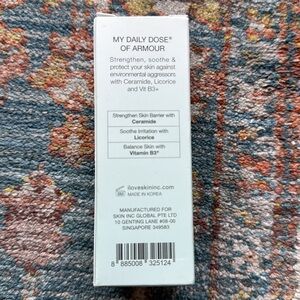 MY DAILY DOSE®
OF ARMOUR
Strengthen, soothe &
protect your skin against
environmental aggressors
with Ceramide, Licorice
and Vit B3+
Strengthen Skin Barrier with
Ceramide
Soothe Irritation with
Licorice
Balance Skin with
Vitamin B3+
iloveskininc.com
MADE IN KOREA
MANUFACTURED FOR
SKIN INC GLOBAL PTE LTD
10 GENTING LANE #08-00
SINGAPORE 349583
8 885008 325124